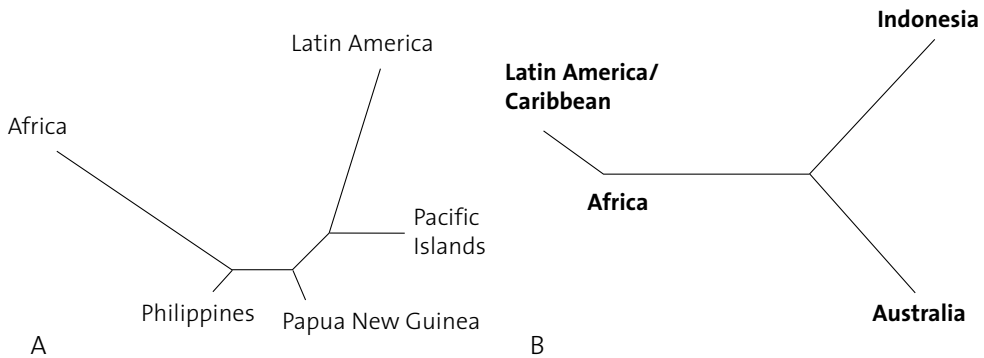 Latin America
Africa
Pacific
Islands
Philippines
Papua New Guinea
A
Indonesia
Latin America/
Caribbean
Africa
Australia
B